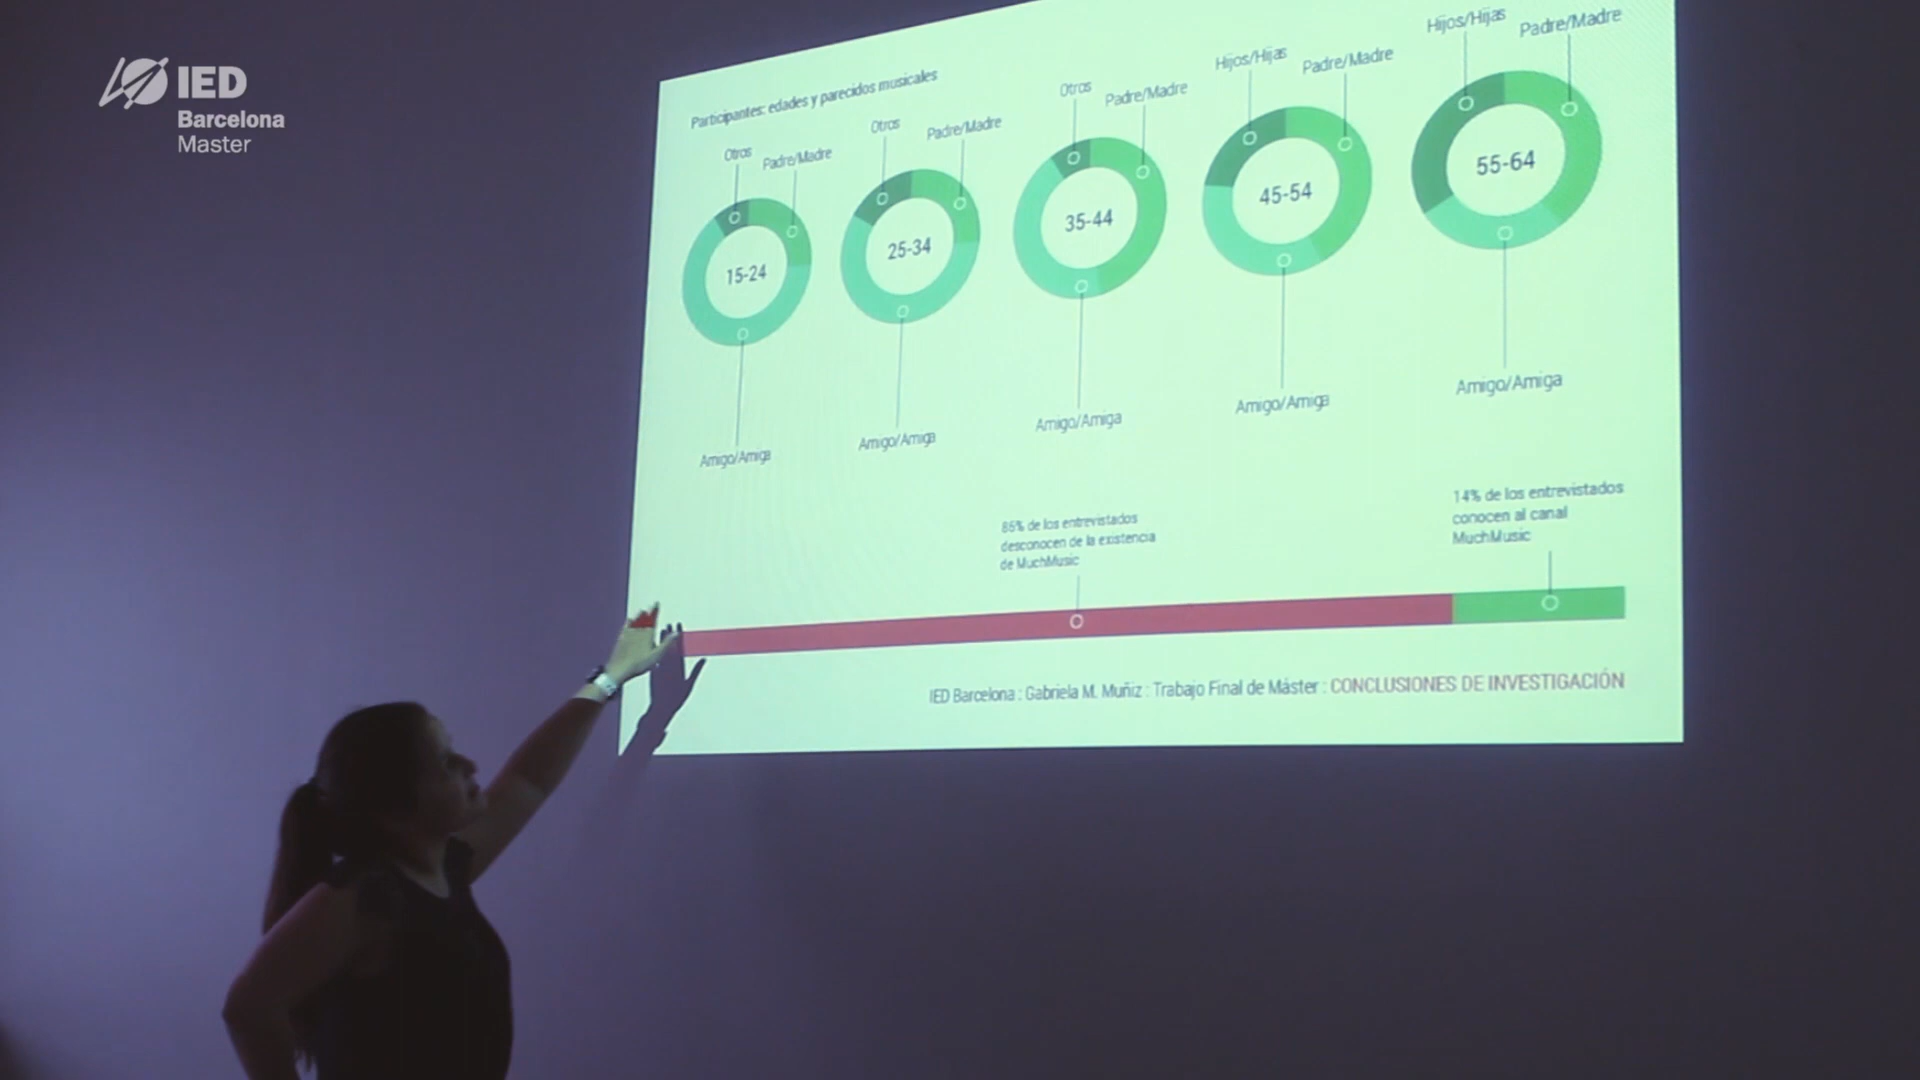 IED
Barcelona
Master
Participantes: edades y parecidos musicales
Otros
Padre/Madre
15-24
Amigo/Amiga
Otros
Padre/Madre
25-34
Amigo/Amiga
Otros
Padre/Madre
35-44
Amigo/Amiga
Hijos/Hijas
Padre/Madre
45-54
Amigo/Amiga
Hijos/Hijas
Padre/Madre
55-64
Amigo/Amiga
86% de los entrevistados
desconocen de la existencia
de MuchMusic
14% de los entrevistados
conocen al canal
MuchMusic
IED Barcelona : Gabriela M. Muñiz : Trabajo Final de Máster : CONCLUSIONES DE INVESTIGACIÓN